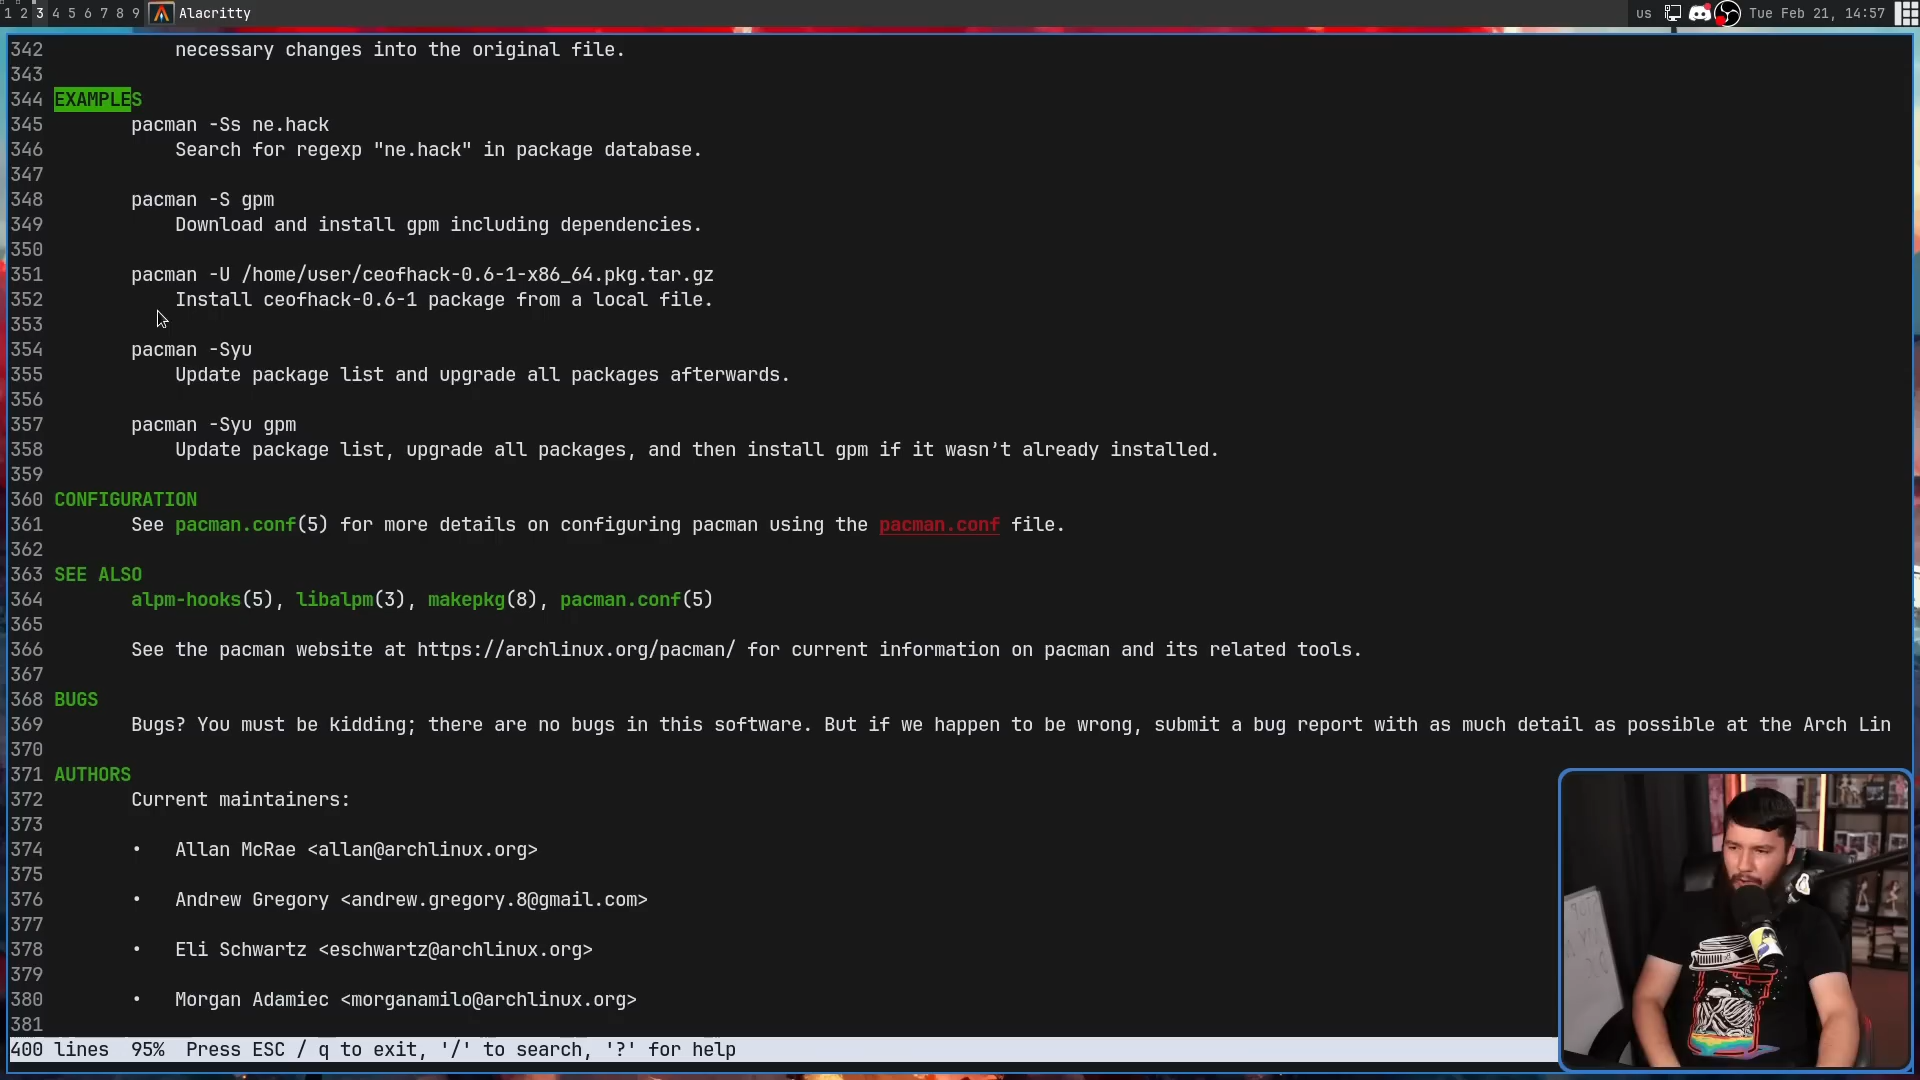 1 2 3 4 5 6 7 8 9 Alacritty us Tue Feb 21, 14:57
342 necessary changes into the original file.
343
344 EXAMPLES
345 pacman -Ss ne.hack
346 Search for regexp "ne.hack" in package database.
347
348 pacman -S gpm
349 Download and install gpm including dependencies.
350
351 pacman -U /home/user/ceofhack-0.6-1-x86_64.pkg.tar.gz
352 Install ceofhack-0.6-1 package from a local file.
353
354 pacman -Syu
355 Update package list and upgrade all packages afterwards.
356
357 pacman -Syu gpm
358 Update package list, upgrade all packages, and then install gpm if it wasn’t already installed.
359
360 CONFIGURATION
361 See pacman.conf(5) for more details on configuring pacman using the pacman.conf file.
362
363 SEE ALSO
364 alpm-hooks(5), libalpm(3), makepkg(8), pacman.conf(5)
365
366 See the pacman website at https://archlinux.org/pacman/ for current information on pacman and its related tools.
367
368 BUGS
369 Bugs? You must be kidding; there are no bugs in this software. But if we happen to be wrong, submit a bug report with as much detail as possible at the Arch Lin
370
371 AUTHORS
372 Current maintainers:
373
374 • Allan McRae <allan@archlinux.org>
375
376 • Andrew Gregory <andrew.gregory.8@gmail.com>
377
378 • Eli Schwartz <eschwartz@archlinux.org>
379
380 • Morgan Adamiec <morganamilo@archlinux.org>
381
400 lines 95% Press ESC / q to exit, '/' to search, '?' for help